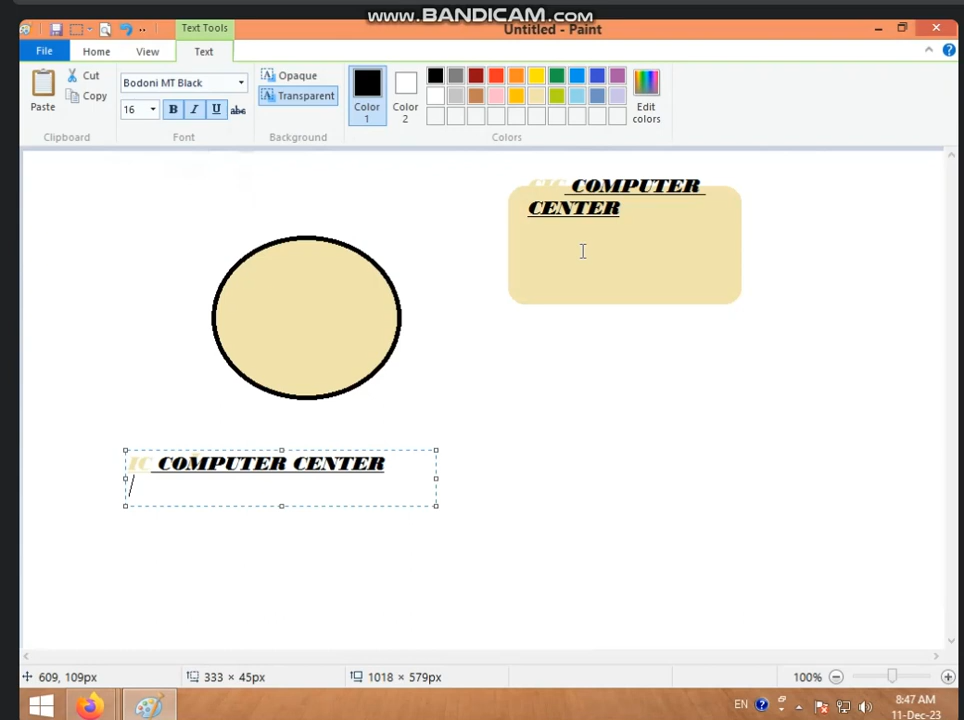 www.BANDICAM.com
Text Tools
Untitled - Paint
File
Home
View
Text
Paste
Cut
Copy
Clipboard
Bodoni MT Black
16
B
I
U
abc
Font
Opaque
Transparent
Background
Color 1
Color 2
Edit colors
Colors
COMPUTER
CENTER
IC COMPUTER CENTER
609, 109px
333 × 45px
1018 × 579px
100%
EN
8:47 AM
11-Dec-23